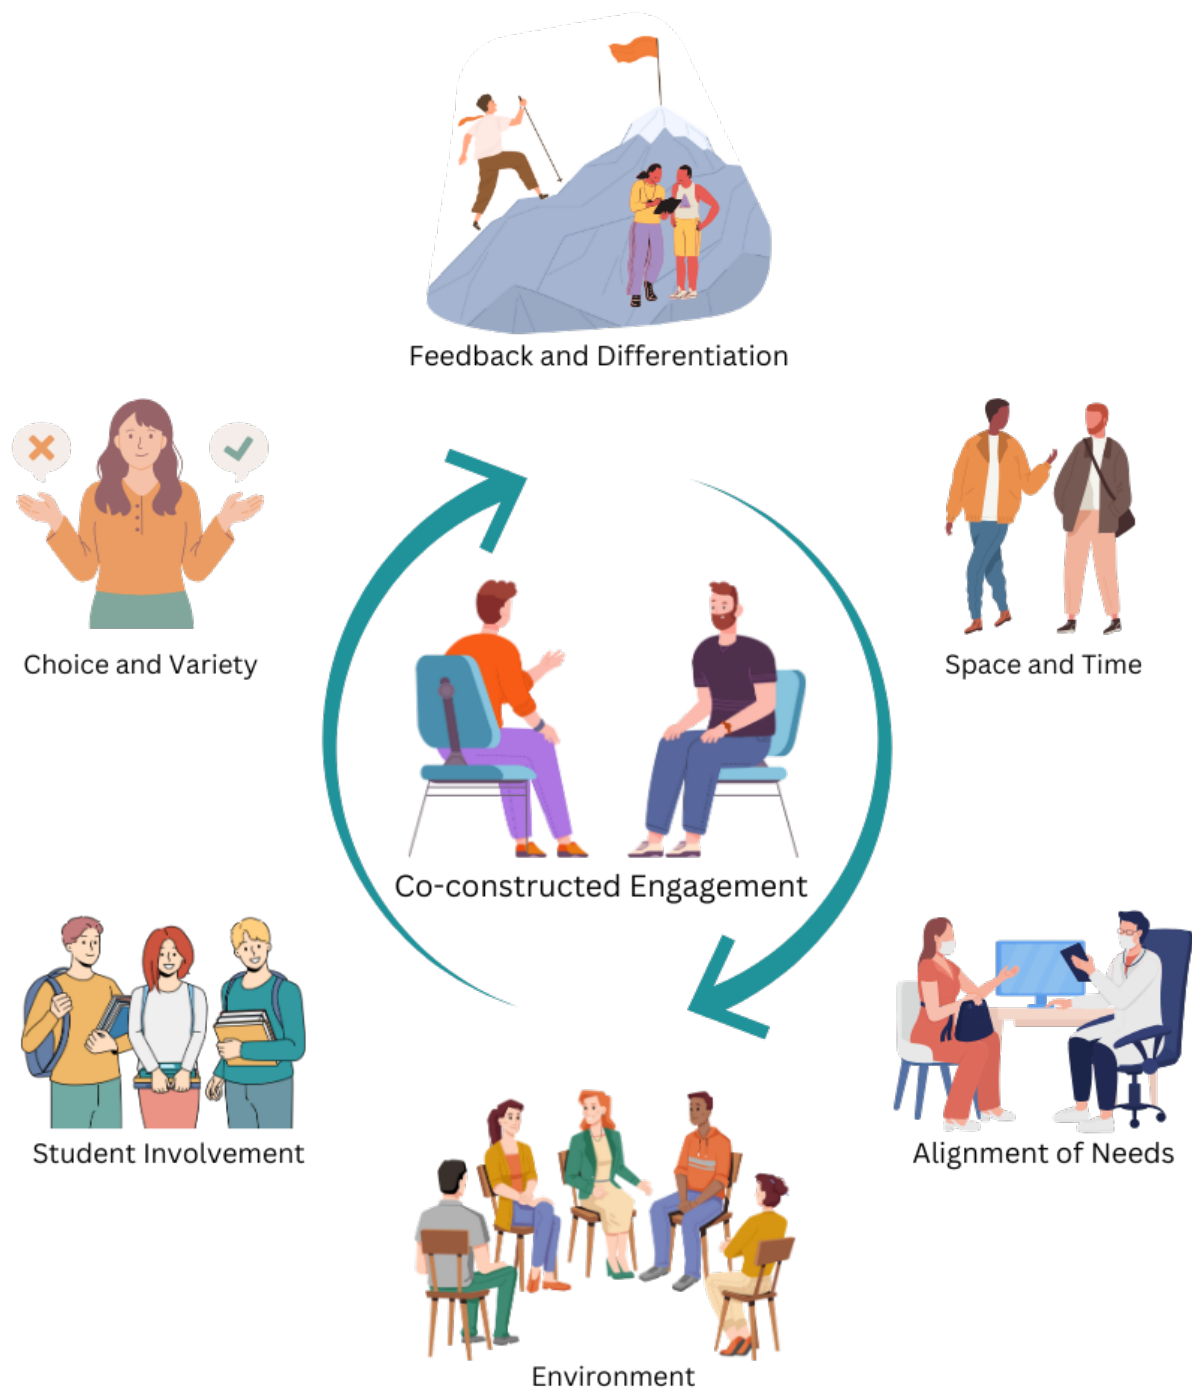 Feedback and Differentiation
Choice and Variety
Space and Time
Co-constructed Engagement
Student Involvement
Alignment of Needs
Environment